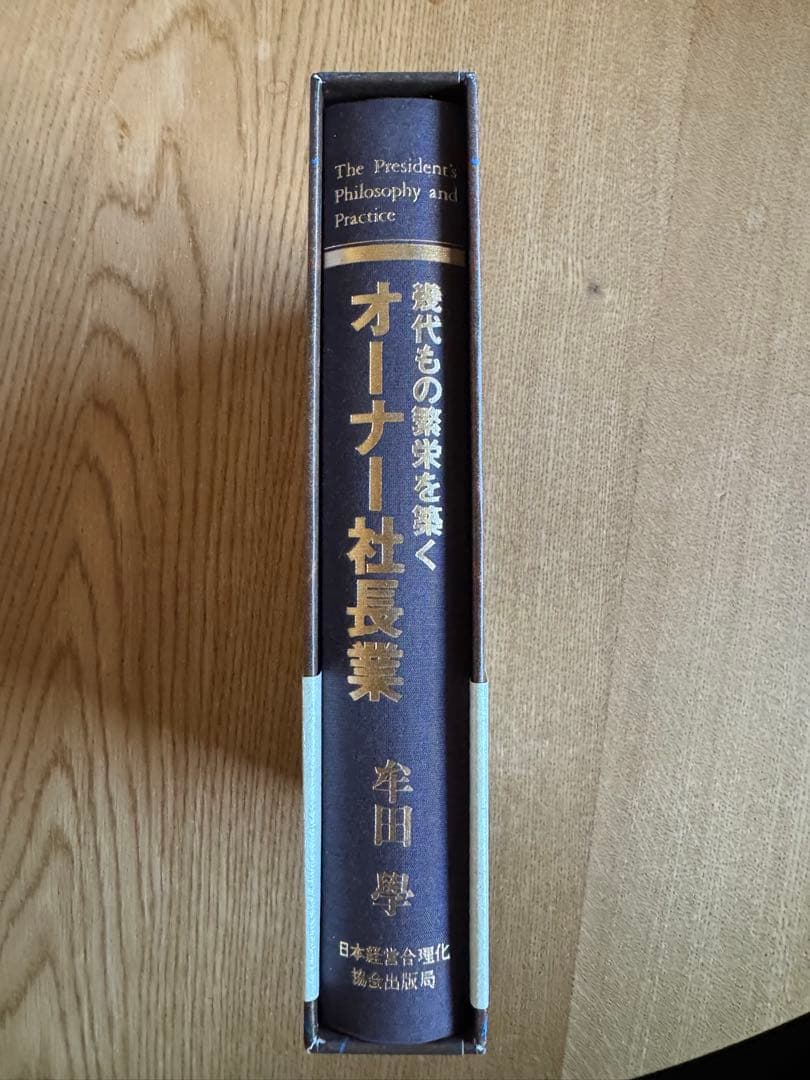 The President's
Philosophy and
Practice
幾代もの繁栄を築く
オーナー社長業
牟田 學
日本経営合理化
協会出版局